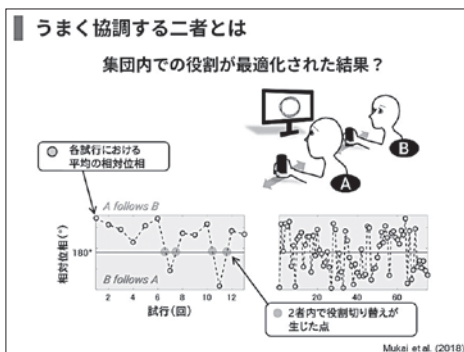 うまく協調する二者とは
集団内での役割が最適化された結果？
B
A
各試行における
平均の相対位相
A follows B
相対位相(°)
180°
B follows A
2 4 6 8 10 12
20 40 60
試行(回)
2者内で役割切り替えが
生じた点
Mukai et al. (2018)